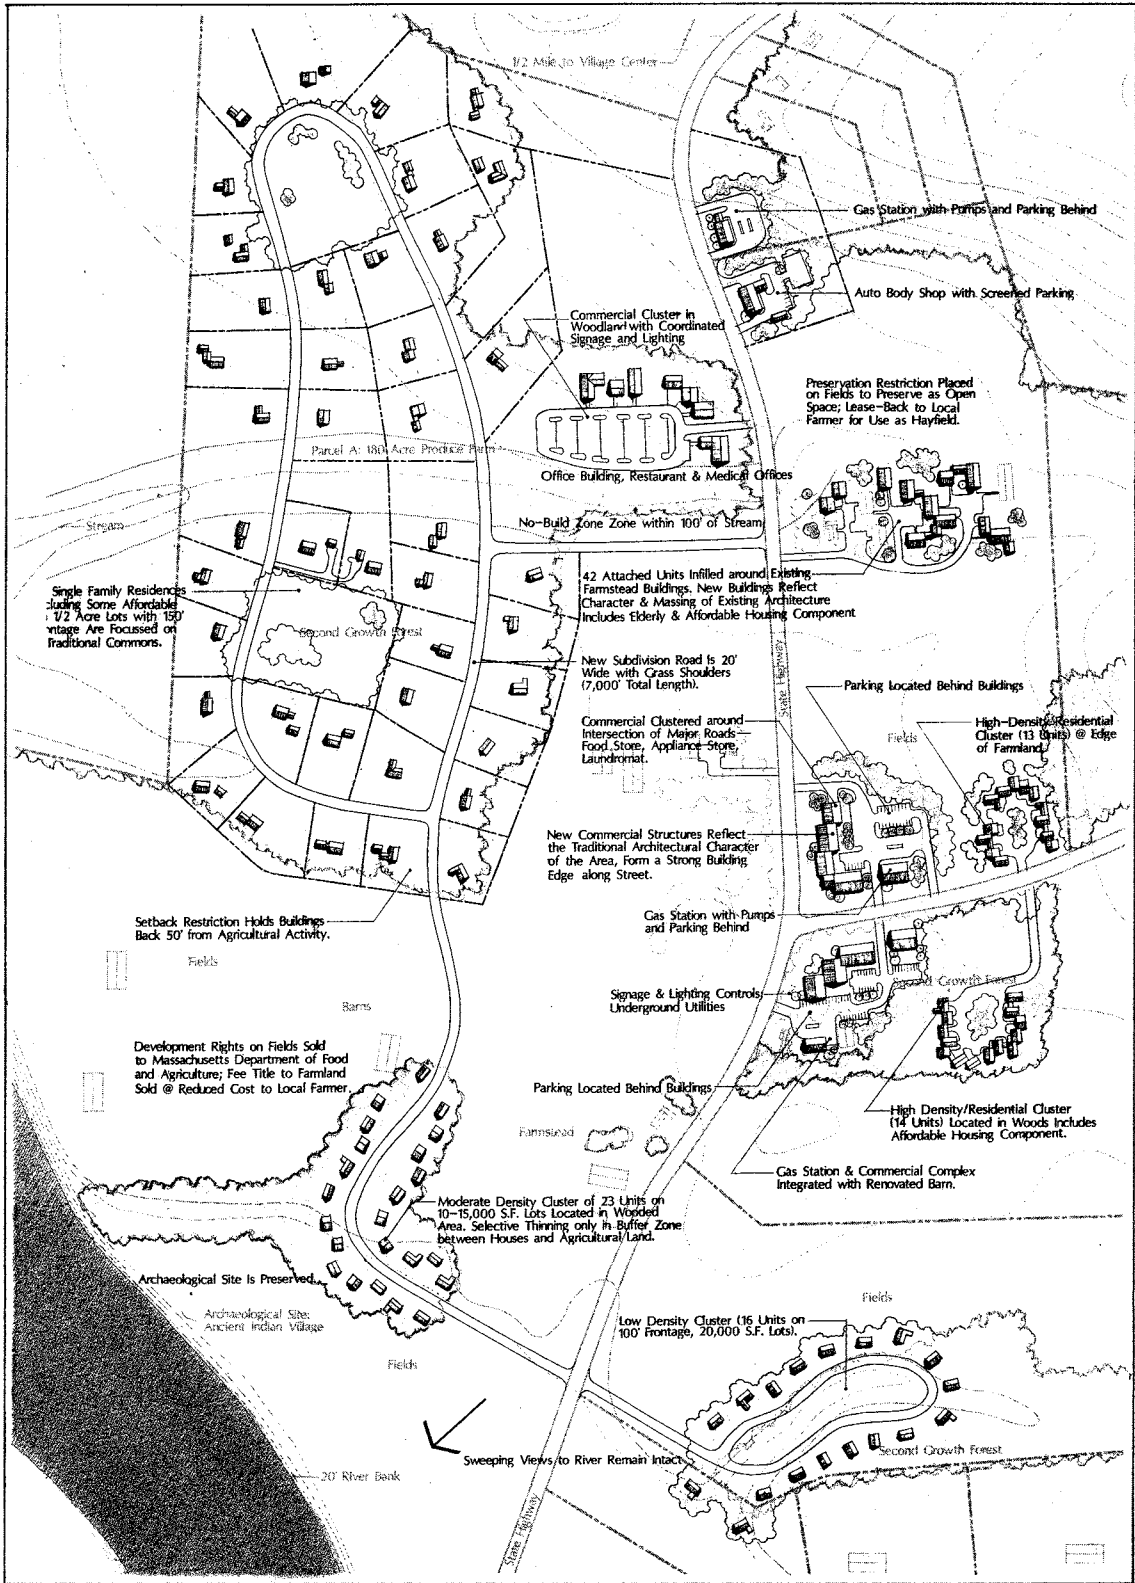 1/2 Mile to Village Center
Gas Station with Pumps and Parking Behind
Auto Body Shop with Screened Parking
Commercial Cluster in
Woodland with Coordinated
Signage and Lighting
Preservation Restriction Placed
on Fields to Preserve as Open
Space; Lease-Back to Local
Farmer for Use as Hayfield.
Parcel A: 180 Acre Produce Farm
Office Building, Restaurant & Medical Offices
Stream
No-Build Zone Zone within 100' of Stream
42 Attached Units Infilled around Existing
Farmstead Buildings. New Buildings Reflect
Character & Massing of Existing Architecture
Includes Elderly & Affordable Housing Component
Single Family Residences
cluding Some Affordable
1/2 Acre Lots with 150'
ntage Are Focussed on
Traditional Commons.
Second Growth Forest
New Subdivision Road Is 20'
Wide with Grass Shoulders
(7,000' Total Length).
State Highway
Parking Located Behind Buildings
Commercial Clustered around
Intersection of Major Roads-
Food Store, Appliance Store,
Laundromat.
Fields
High-Density/Residential
Cluster (13 Units) @ Edge
of Farmland
New Commercial Structures Reflect
the Traditional Architectural Character
of the Area, Form a Strong Building
Edge along Street.
Setback Restriction Holds Buildings
Back 50' from Agricultural Activity.
Gas Station with Pumps
and Parking Behind
Fields
Second Growth Forest
Signage & Lighting Controls,
Underground Utilities
Barns
Development Rights on Fields Sold
to Massachusetts Department of Food
and Agriculture; Fee Title to Farmland
Sold @ Reduced Cost to Local Farmer.
Parking Located Behind Buildings
Farmstead
High Density/Residential Cluster
(14 Units) Located in Woods Includes
Affordable Housing Component.
Gas Station & Commercial Complex
Integrated with Renovated Barn.
Moderate Density Cluster of 23 Units on
10-15,000 S.F. Lots Located in Wooded
Area. Selective Thinning only in Buffer Zone
between Houses and Agricultural Land.
Archaeological Site Is Preserved
Archaeological Site:
Ancient Indian Village
Fields
Low Density Cluster (16 Units on
100' Frontage, 20,000 S.F. Lots).
Fields
Second Growth Forest
Sweeping Views to River Remain Intact
20' River Bank
State Highway